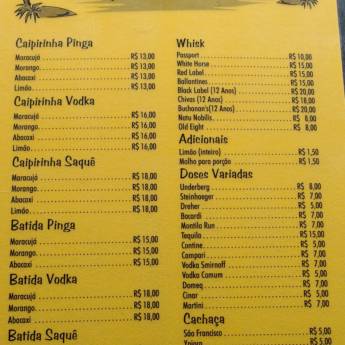 Caipirinha Pinga
Maracujá R$ 13,00
Morango R$ 13,00
Abacaxi R$ 13,00
Limão R$ 13,00
Caipirinha Vodka
Maracujá R$ 16,00
Morango R$ 16,00
Abacaxi R$ 16,00
Limão R$ 16,00
Caipirinha Saquê
Maracujá R$ 18,00
Morango R$ 18,00
Abacaxi R$ 18,00
Limão R$ 18,00
Batida Pinga
Maracujá R$ 15,00
Morango R$ 15,00
Abacaxi R$ 15,00
Batida Vodka
Maracujá R$ 18,00
Morango R$ 18,00
Abacaxi R$ 18,00
Batida Saquê
Whisk
Passport R$ 10,00
White Horse R$ 15,00
Red Label R$ 15,00
Ballantines R$ 15,00
Black Label (12 Anos) R$ 20,00
Chivas (12 Anos) R$ 18,00
Buchanan's (12 Anos) R$ 20,00
Natu Nobilis R$ 8,00
Old Eight R$ 8,00
Adicionais
Limão (inteiro) R$ 1,50
Molho para porção R$ 1,50
Doses Variadas
Underberg R$ 8,00
Steinhaeger R$ 7,00
Dreher R$ 5,00
Bacardi R$ 7,00
Montila Run R$ 7,00
Tequila R$ 15,00
Contine R$ 5,00
Campari R$ 7,00
Vodka Smirnoff R$ 7,00
Vodka Comum R$ 5,00
Domeq R$ 7,00
Cinar R$ 5,00
Martini R$ 7,00
Cachaça
São Francisco R$ 5,00
Ypioca R$ 5,00